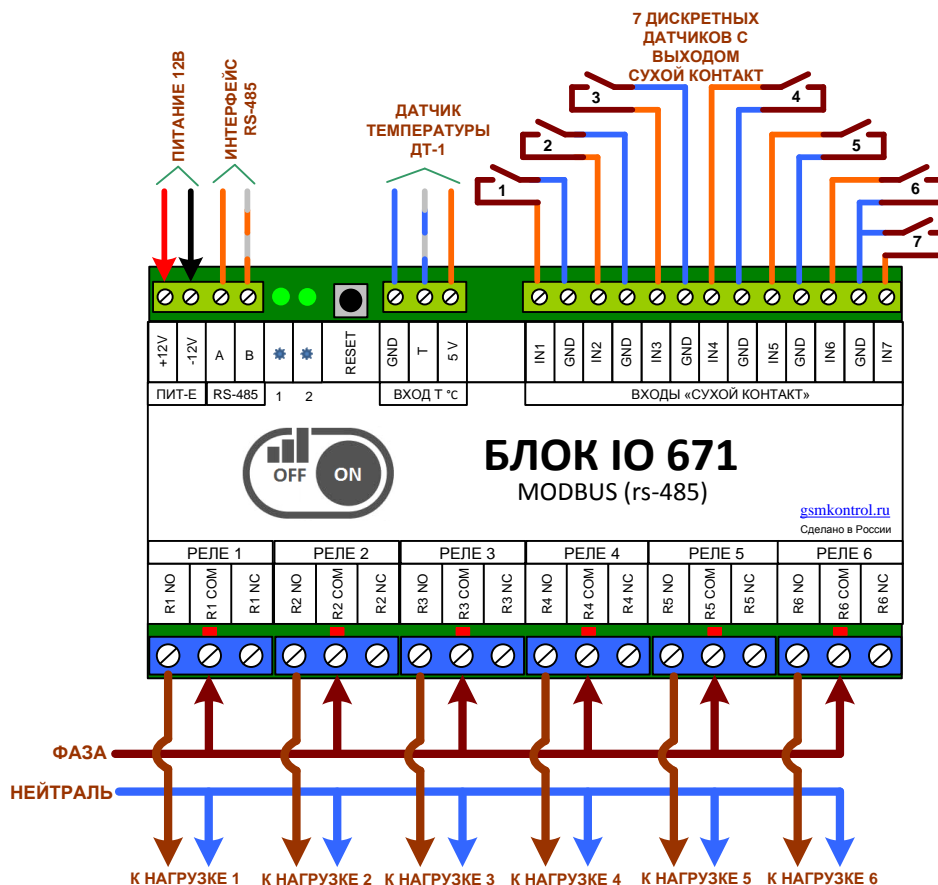 7 ДИСКРЕТНЫХ
ДАТЧИКОВ С
ВЫХОДОМ
СУХОЙ КОНТАКТ
ПИТАНИЕ 12В
ИНТЕРФЕЙС
RS-485
ДАТЧИК
ТЕМПЕРАТУРЫ
ДТ-1
1
2
3
4
5
6
7
+12V
-12V
A
B
RESET
GND
T
5 V
IN1
GND
IN2
GND
IN3
GND
IN4
GND
IN5
GND
IN6
GND
IN7
ПИТ-Е
RS-485
1
2
ВХОД T °C
ВХОДЫ «СУХОЙ КОНТАКТ»
OFF
ON
БЛОК IO 671
MODBUS (rs-485)
gsmkontrol.ru
Сделано в России
РЕЛЕ 1
РЕЛЕ 2
РЕЛЕ 3
РЕЛЕ 4
РЕЛЕ 5
РЕЛЕ 6
R1 NO
R1 COM
R1 NC
R2 NO
R2 COM
R2 NC
R3 NO
R3 COM
R3 NC
R4 NO
R4 COM
R4 NC
R5 NO
R5 COM
R5 NC
R6 NO
R6 COM
R6 NC
ФАЗА
НЕЙТРАЛЬ
К НАГРУЗКЕ 1
К НАГРУЗКЕ 2
К НАГРУЗКЕ 3
К НАГРУЗКЕ 4
К НАГРУЗКЕ 5
К НАГРУЗКЕ 6